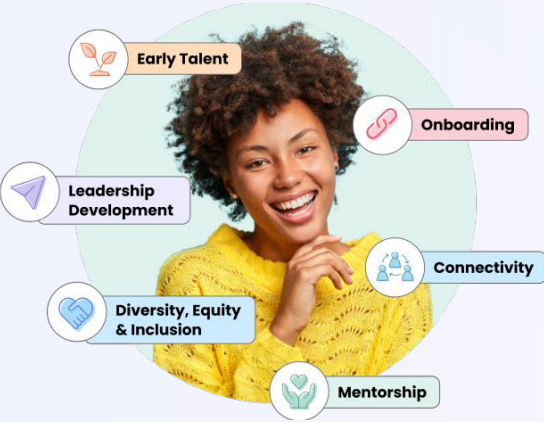 Early Talent
Onboarding
Leadership
Development
Connectivity
Diversity, Equity
& Inclusion
Mentorship